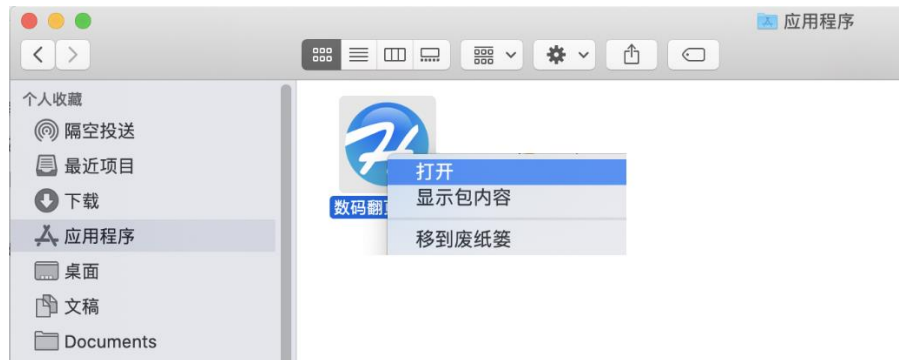 应用程序
个人收藏
隔空投送
最近项目
下载
应用程序
桌面
文稿
Documents
数码翻
打开
显示包内容
移到废纸篓